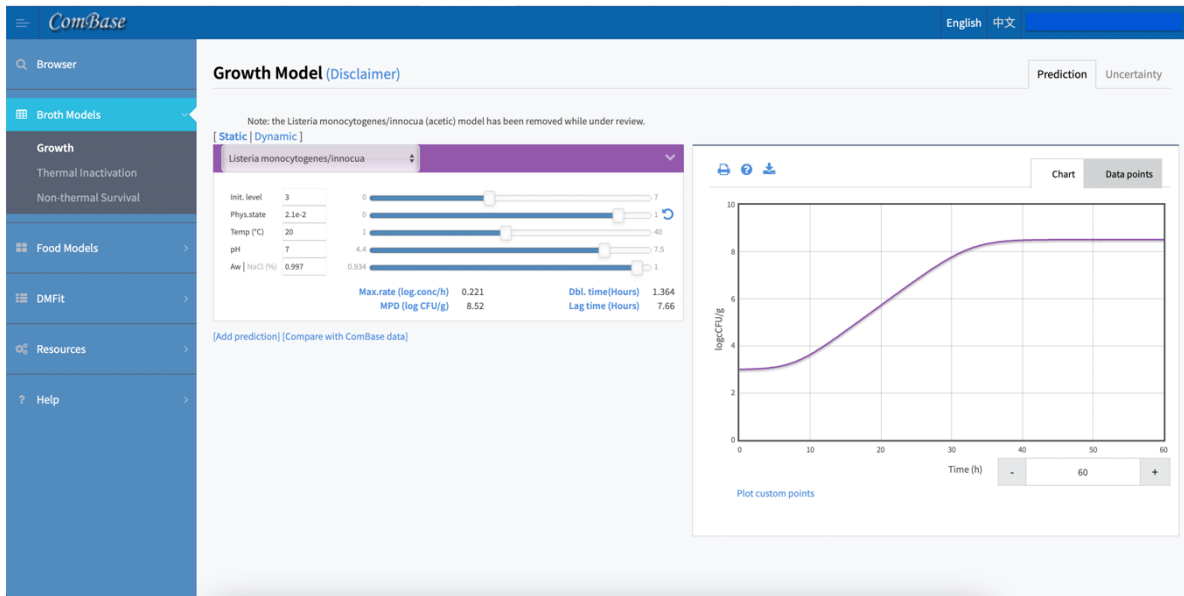 ComBase
English 中文
Browser
Broth Models
Growth
Thermal Inactivation
Non-thermal Survival
Food Models
DMFit
Resources
? Help
Growth Model (Disclaimer)
Prediction Uncertainty
Note: the Listeria monocytogenes/innocua (acetic) model has been removed while under review.
[ Static | Dynamic ]
Listeria monocytogenes/innocua
Init. level 3 0 7
Phys.state 2.1e-2 0 1
Temp (°C) 20 1 40
pH 7 4.4 7.5
Aw | NaCl (%) 0.997 0.934 1
Max.rate (log.conc/h) 0.221 Dbl. time(Hours) 1.364
MPD (log CFU/g) 8.52 Lag time (Hours) 7.66
[Add prediction] [Compare with ComBase data]
Chart Data points
10
8
6
4
2
0
logcCFU/g
0 10 20 30 40 50 60
Time (h) - 60 +
Plot custom points